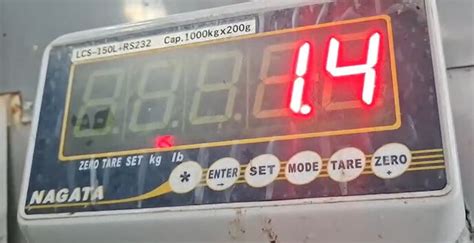 LCS-150L+RS232 Cap.1000kgx200g
1.4
ZERO TARE SET kg lb
* ENTER SET MODE TARE ZERO
NAGATA